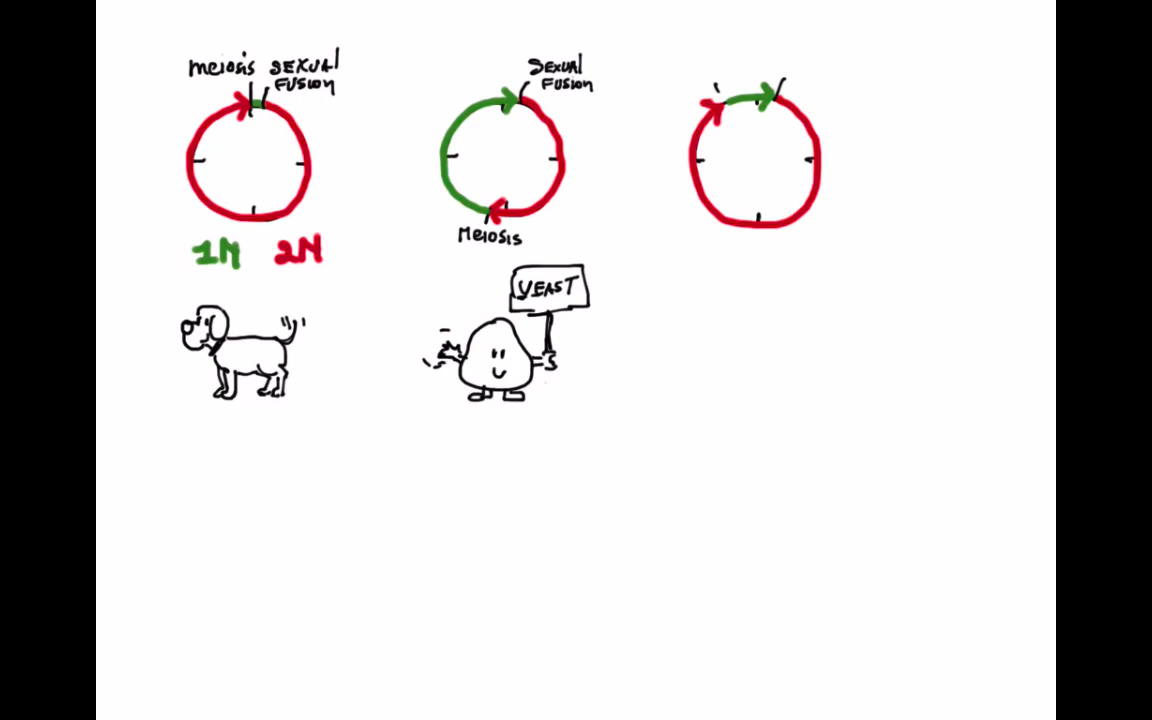 Meiosis SEXUAL
FUSION
SEXUAL
FUSION
Meiosis
1N 2N
YEAST